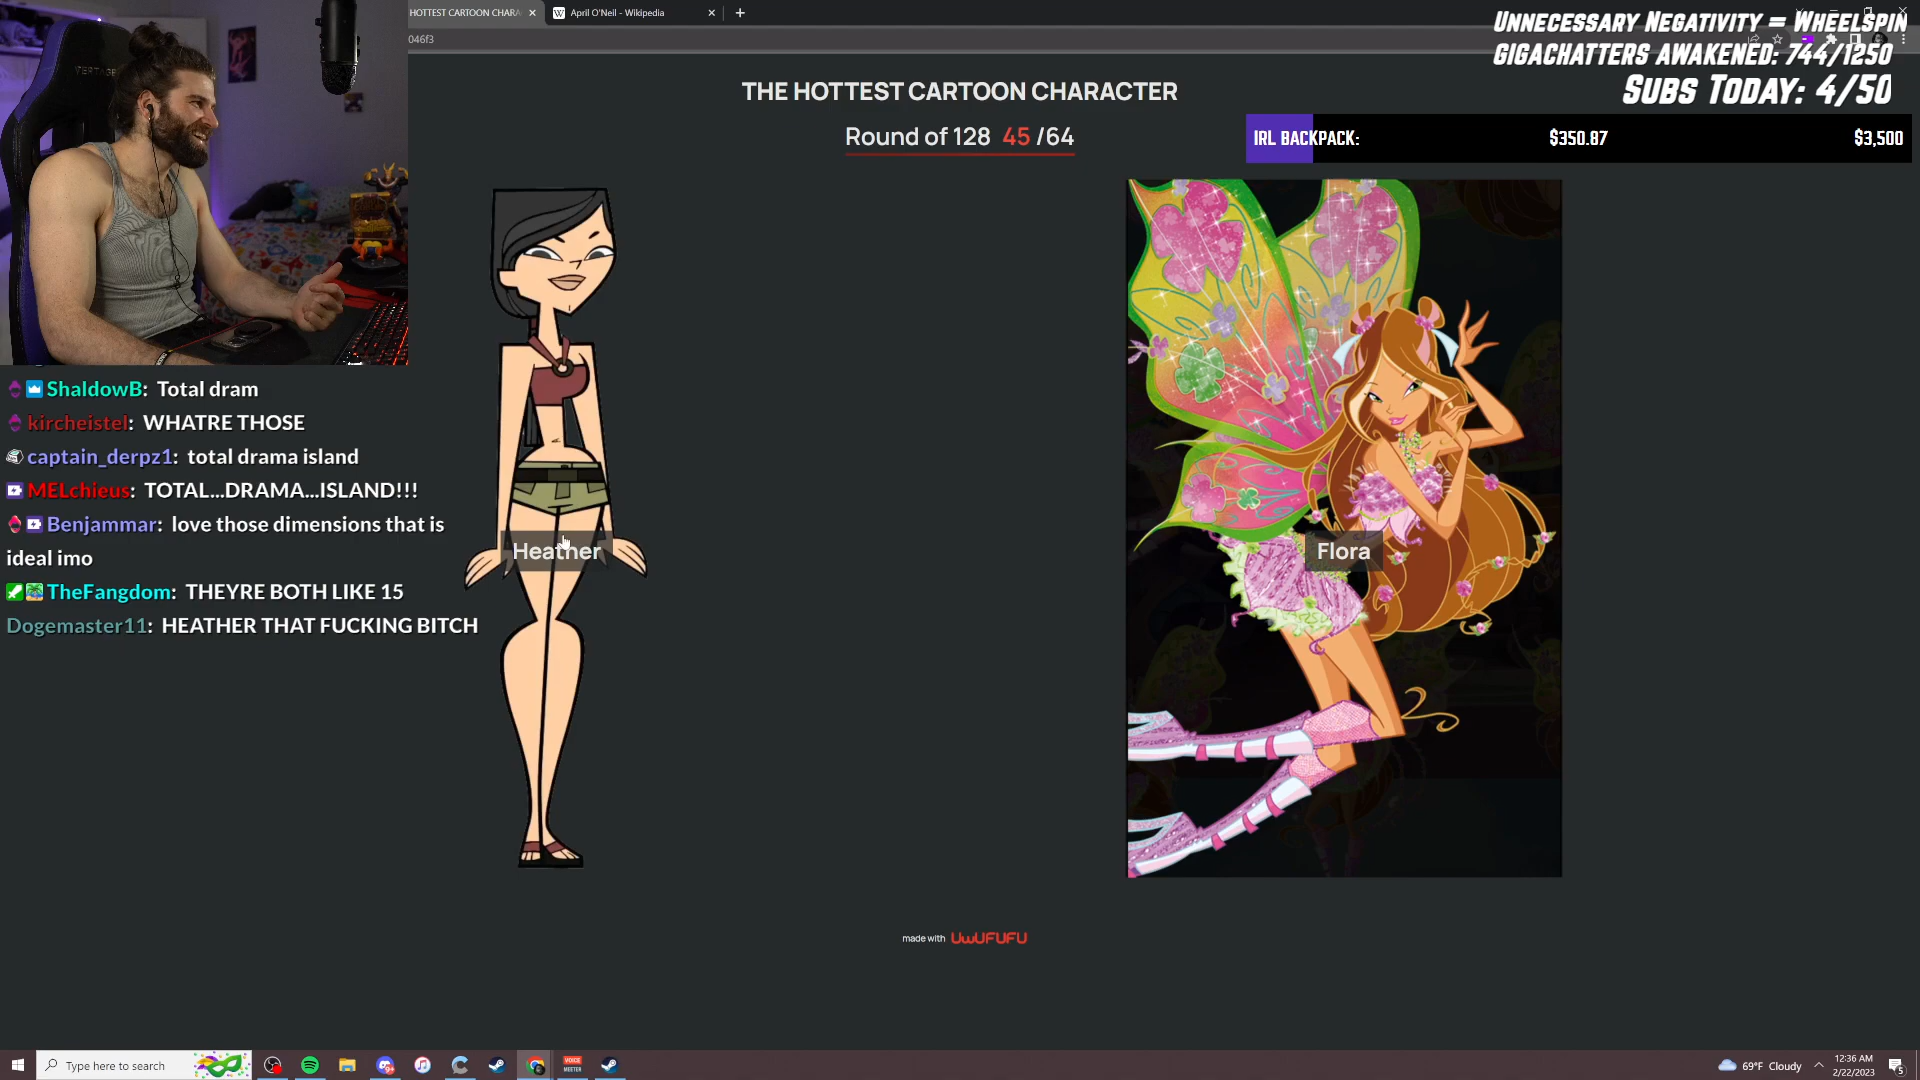 HOTTEST CARTOON CHARA
April O'Neil - Wikipedia
046f3
UNNECESSARY NEGATIVITY = WHEELSPIN
GIGACHATTERS AWAKENED: 744/1250
SUBS TODAY: 4/50
THE HOTTEST CARTOON CHARACTER
Round of 128 45 /64
IRL BACKPACK: $350.87 $3,500
ShaldowB: Total dram
kircheistel: WHATRE THOSE
captain_derpz1: total drama island
MELchieus: TOTAL...DRAMA...ISLAND!!!
Benjammar: love those dimensions that is
ideal imo
TheFangdom: THEYRE BOTH LIKE 15
Dogemaster11: HEATHER THAT FUCKING BITCH
Heather
Flora
made with UwUFUFU
Type here to search
VOICE
MEETER
69°F Cloudy
12:36 AM
2/22/2023
5